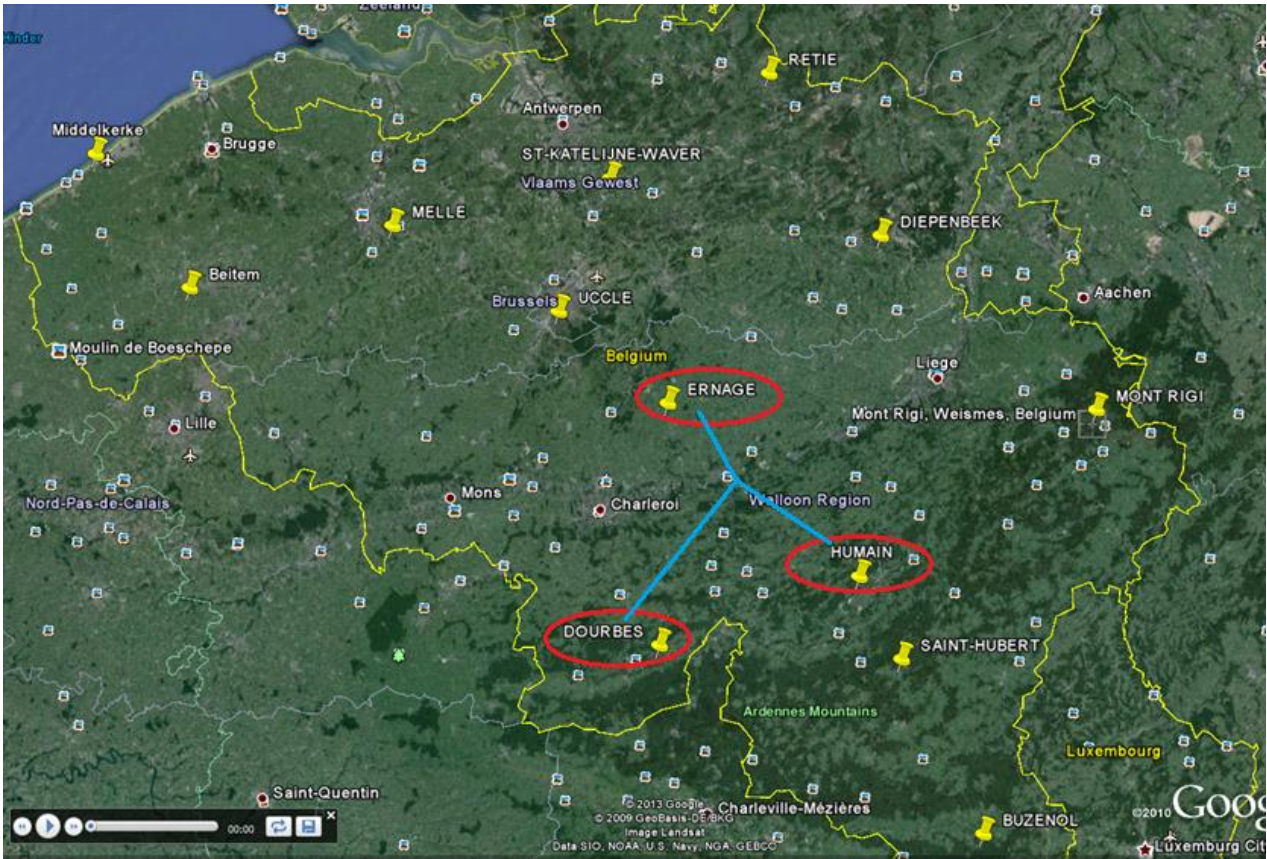 Zeeland
Hinder
RETIE
Antwerpen
Middelkerke
Brugge
ST-KATELIJNE-WAVER
Vlaams Gewest
MELLE
DIEPENBEEK
Beitem
Brussels
UCCLE
Aachen
Moulin de Boeschepe
Belgium
Liege
ERNAGE
MONT RIGI
Mont Rigi, Weismes, Belgium
Lille
Mons
Walloon Region
Nord-Pas-de-Calais
Charleroi
HUMAIN
DOURBES
SAINT-HUBERT
Ardennes Mountains
Luxembourg
Saint-Quentin
© 2013 Google
Charleville-Mézières
©2010
Goog
© 2009 GeoBasis-DE/BKG
Image Landsat
BUZENOL
00:00
Data SIO, NOAA, U.S. Navy, NGA, GEBCO
Luxemburg Cit